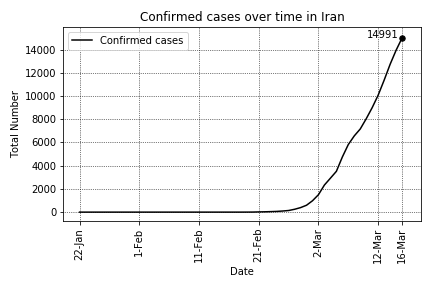 Confirmed cases over time in Iran
14991
Confirmed cases
14000
12000
10000
8000
6000
4000
2000
0
Total Number
22-Jan
1-Feb
11-Feb
21-Feb
2-Mar
12-Mar
16-Mar
Date